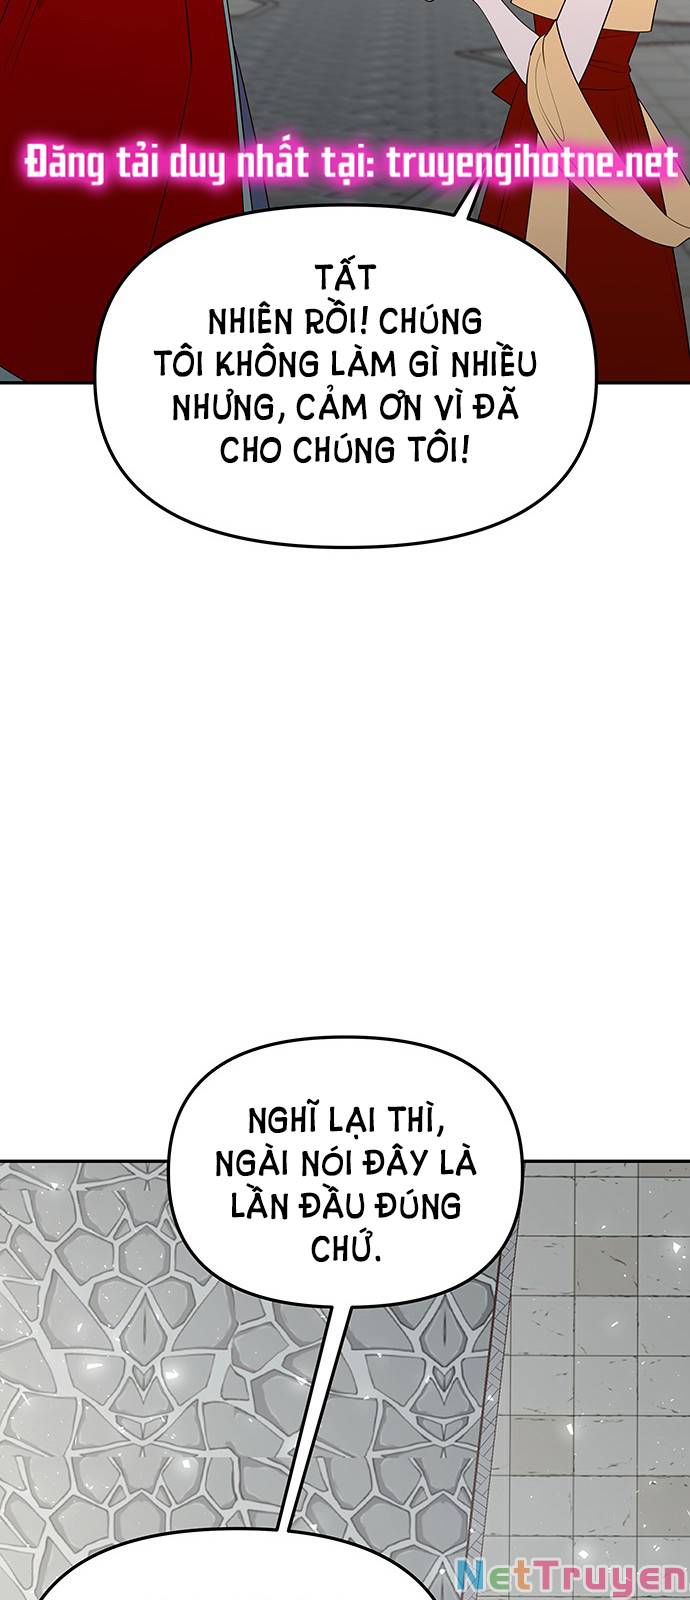 Đăng tải duy nhất tại: truyengihotne.net
TẤT
NHIÊN RỒI! CHÚNG
TÔI KHÔNG LÀM GÌ NHIỀU
NHƯNG, CẢM ƠN VÌ ĐÃ
CHO CHÚNG TÔI!
NGHĨ LẠI THÌ,
NGÀI NÓI ĐÂY LÀ
LẦN ĐẦU ĐÚNG
CHỨ.
NetTruyen